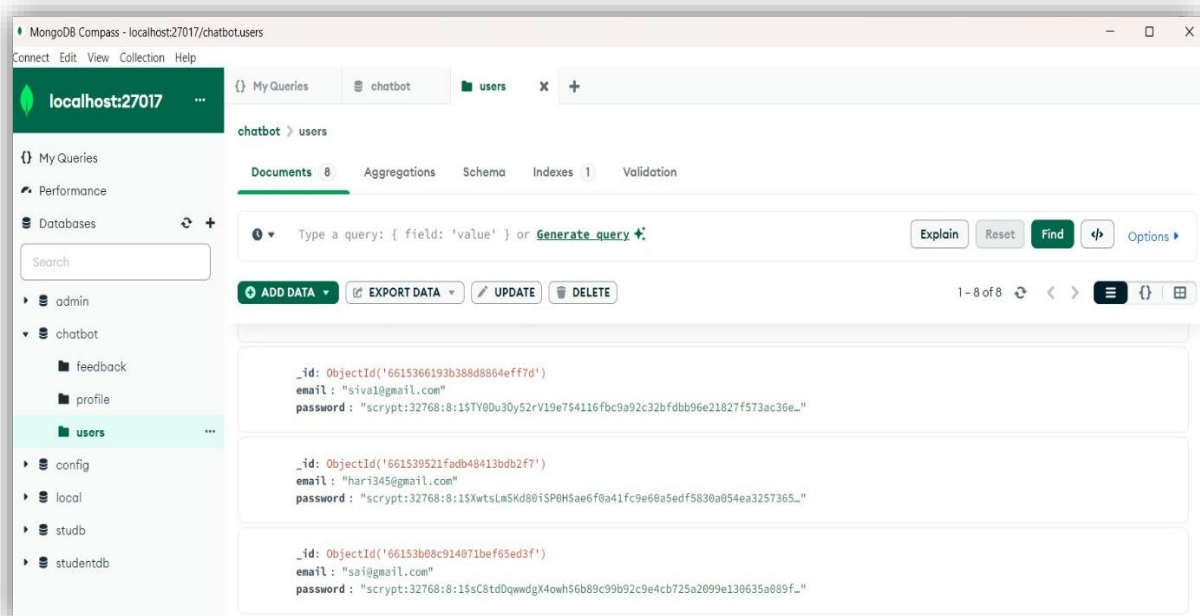 MongoDB Compass - localhost:27017/chatbot.users
Connect Edit View Collection Help
localhost:27017 ...
{} My Queries
Performance
Databases
Search
admin
chatbot
feedback
profile
users ...
config
local
studb
studentdb
{} My Queries chatbot users
chatbot > users
Documents 8 Aggregations Schema Indexes 1 Validation
Type a query: { field: 'value' } or Generate query
Explain Reset Find </> Options
ADD DATA EXPORT DATA UPDATE DELETE
1 – 8 of 8 {}
_id: ObjectId('6615366193b388d8864eff7d')
email : "siva1@gmail.com"
password : "scrypt:32768:8:1$TY0Du3Oy52rV19e7$4116fbc9a92c32bfdbb96e21827f573ac36e…"
_id: ObjectId('661539521fadb48413bdb2f7')
email : "hari345@gmail.com"
password : "scrypt:32768:8:1$XwtsLmSKd80iSP0H$ae6f0a41fc9e60a5edf5830a054ea3257365…"
_id: ObjectId('66153b08c914071bef65ed3f')
email : "sai@gmail.com"
password : "scrypt:32768:8:1$sC8tdDqwwdgX4owh$6b89c99b92c9e4cb725a2099e130635a089f…"